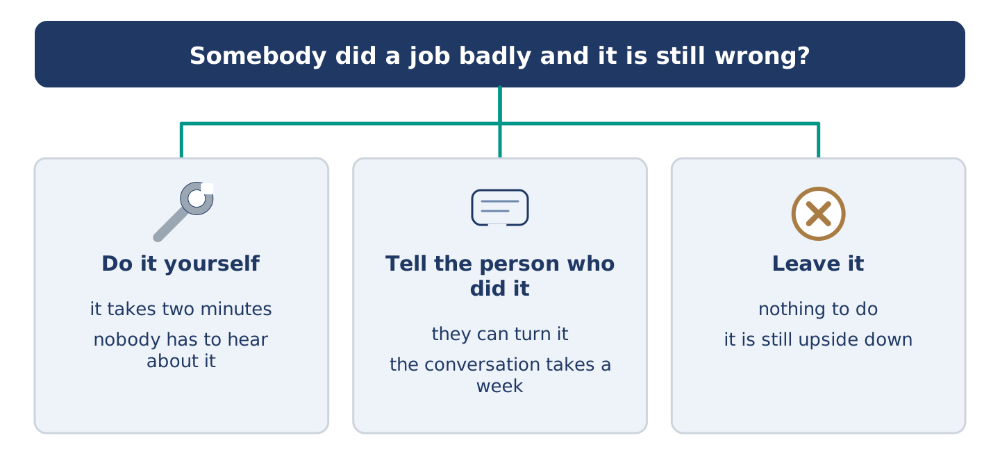 Somebody did a job badly and it is still wrong?
Do it yourself
it takes two minutes
nobody has to hear
about it
Tell the person who
did it
they can turn it
the conversation takes a
week
Leave it
nothing to do
it is still upside down